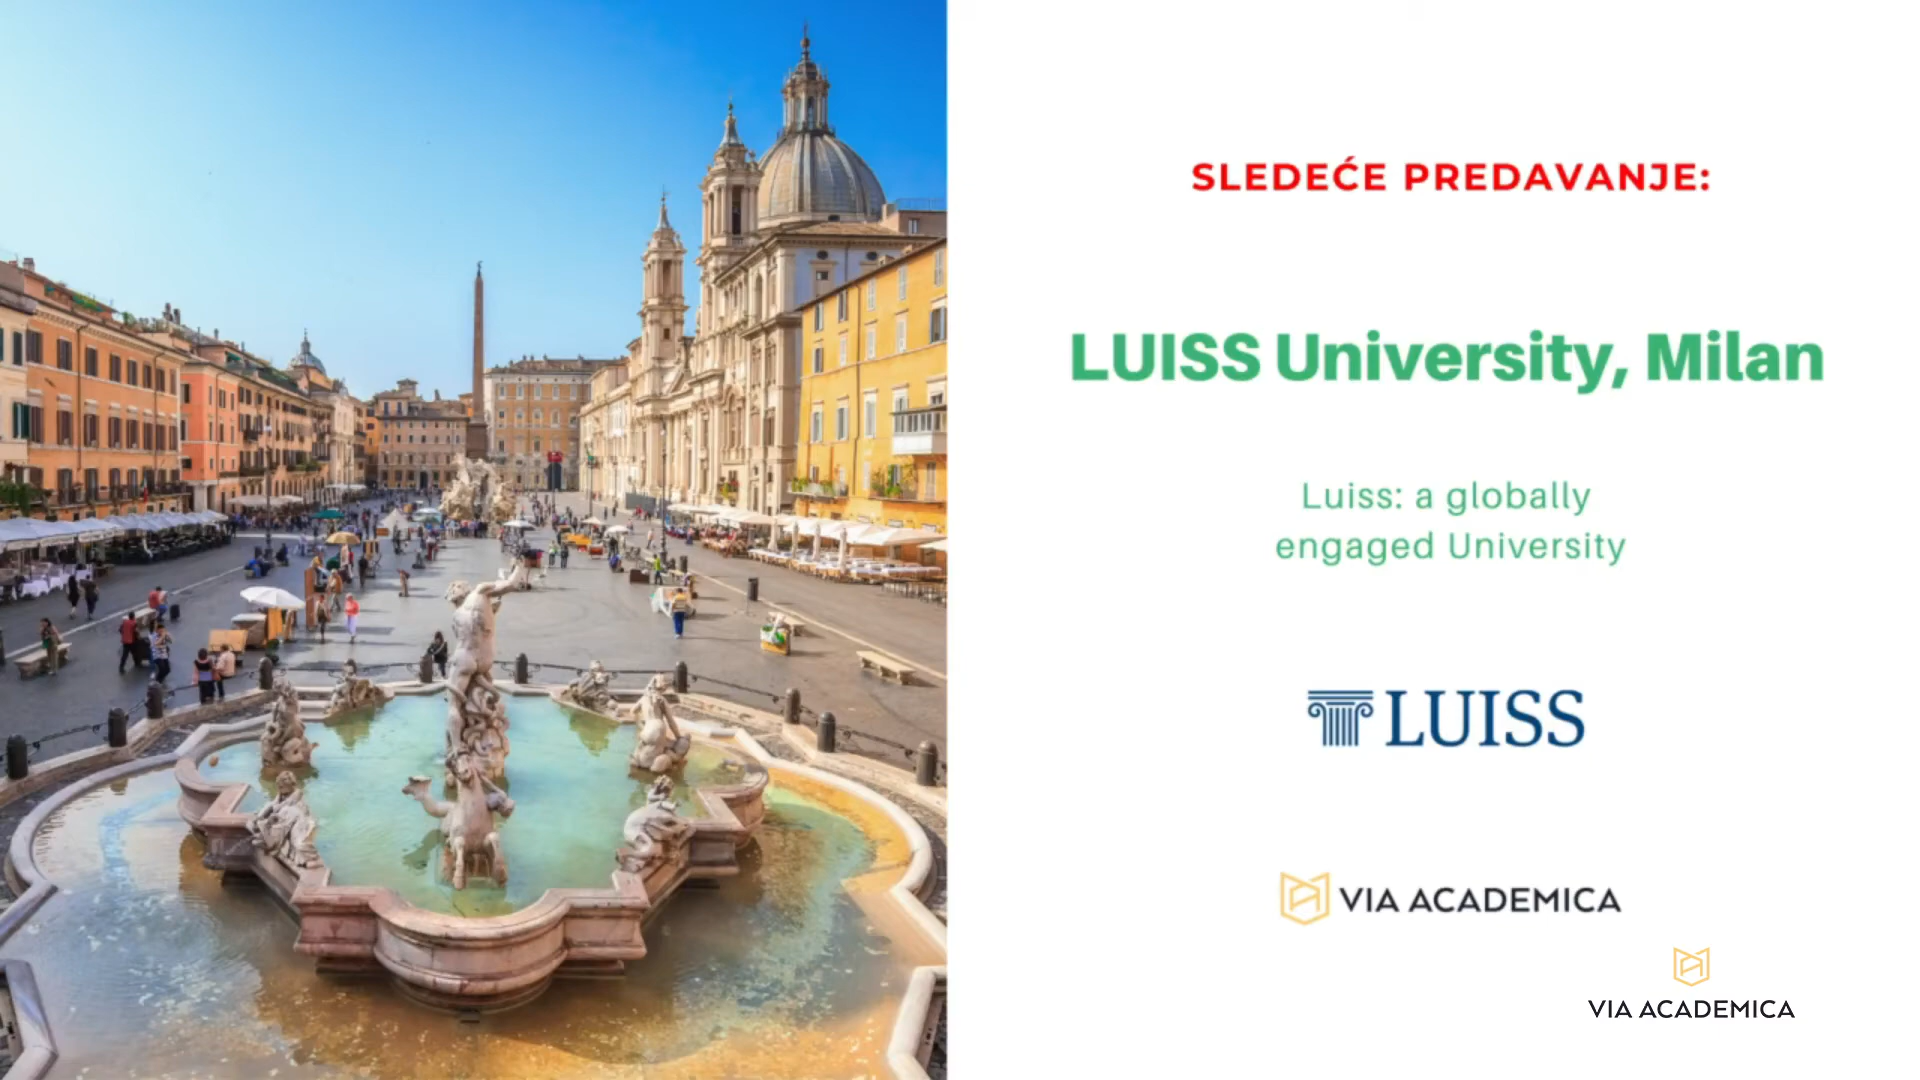 SLEDEĆE PREDAVANJE:
LUISS University, Milan
Luiss: a globally
engaged University
LUISS
VIA ACADEMICA
VIA ACADEMICA